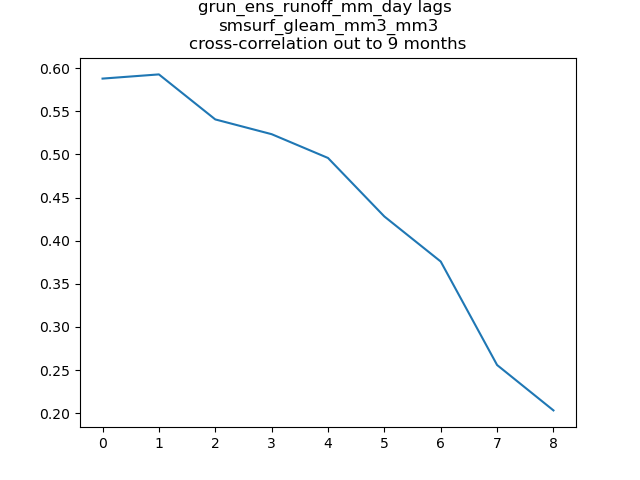 grun_ens_runoff_mm_day lags
smsurf_gleam_mm3_mm3
cross-correlation out to 9 months
0.60
0.55
0.50
0.45
0.40
0.35
0.30
0.25
0.20
0 1 2 3 4 5 6 7 8